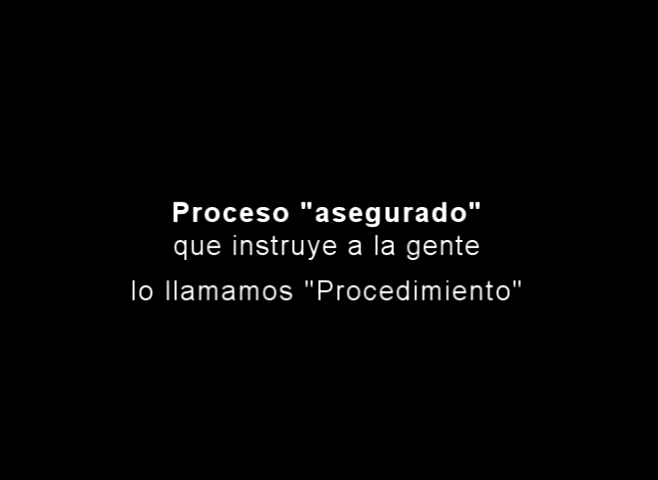 Proceso "asegurado"
que instruye a la gente
lo llamamos "Procedimiento"